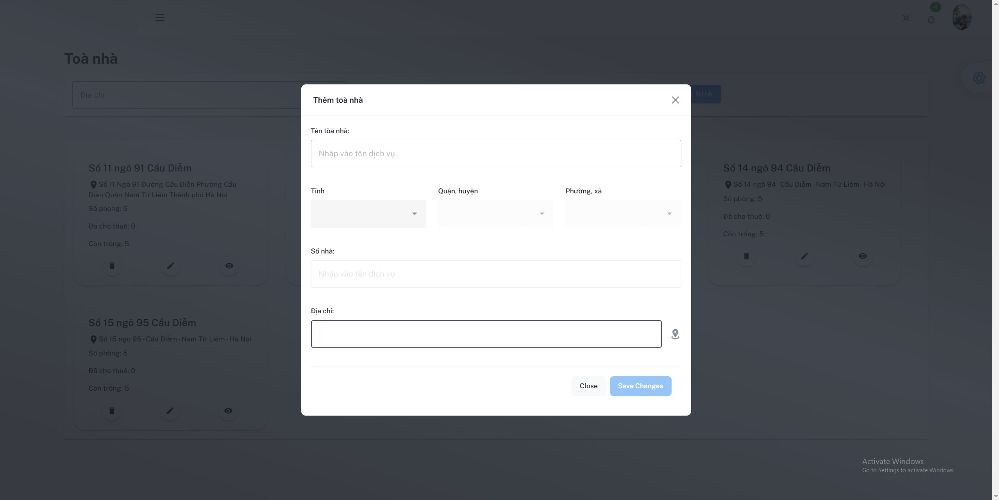 4
Toà nhà
Địa chỉ
NHÀ
Thêm toà nhà
Tên tòa nhà:
Nhập vào tên dịch vụ
Tỉnh
Quận, huyện
Phường, xã
Số nhà:
Nhập vào tên dịch vụ
Địa chỉ:
Close
Save Changes
Số 11 ngõ 91 Cầu Diễm
Số 11 Ngõ 91 Đường Cầu Diễn Phường Cầu
Diễn Quận Nam Từ Liêm Thành phố Hà Nội
Số phòng: 5
Đã cho thuê: 0
Còn trống: 5
Số 14 ngõ 94 Cầu Diễm
Số 14 ngõ 94 - Cầu Diễm - Nam Từ Liêm - Hà Nội
Số phòng: 5
Đã cho thuê: 0
Còn trống: 5
Số 15 ngõ 95 Cầu Diễm
Số 15 ngõ 95 - Cầu Diễm - Nam Từ Liêm - Hà Nội
Số phòng: 5
Đã cho thuê: 0
Còn trống: 5
Activate Windows
Go to Settings to activate Windows.